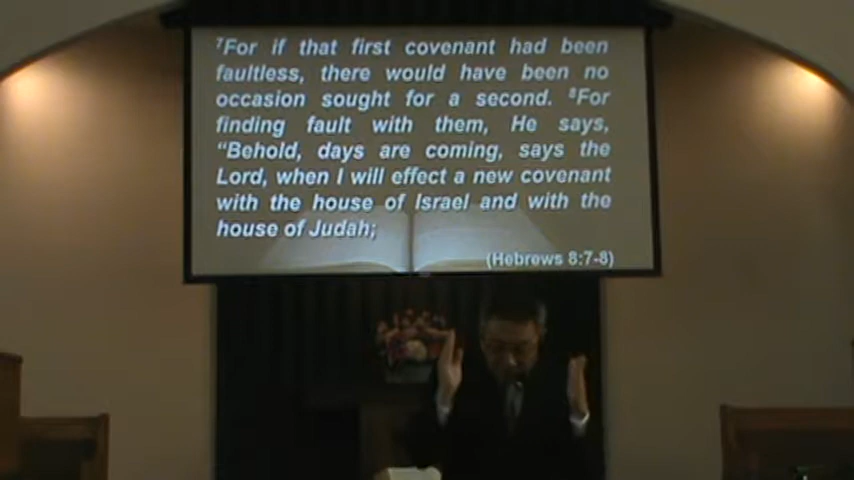 ⁷For if that first covenant had been
faultless, there would have been no
occasion sought for a second. ⁸For
finding fault with them, He says,
“Behold, days are coming, says the
Lord, when I will effect a new covenant
with the house of Israel and with the
house of Judah;
(Hebrews 8:7-8)